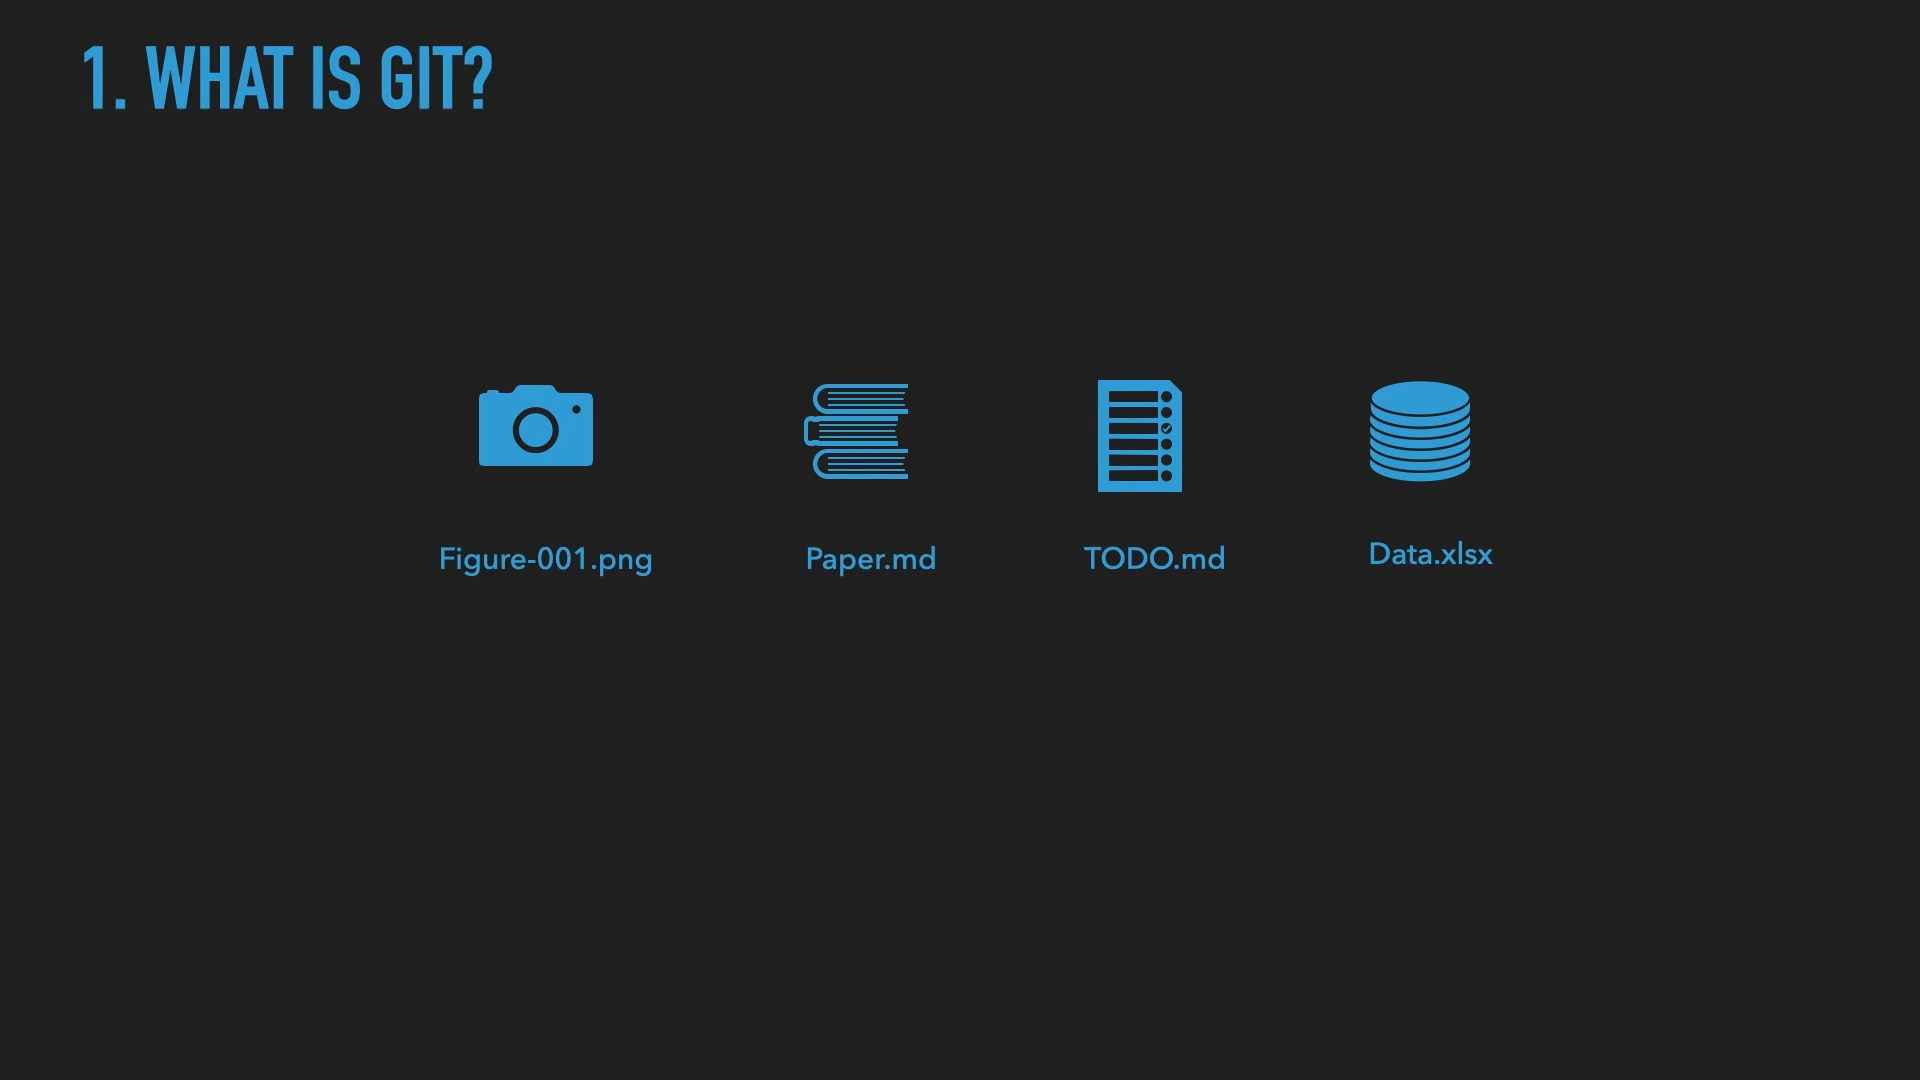 1. WHAT IS GIT?
Figure-001.png
Paper.md
TODO.md
Data.xlsx